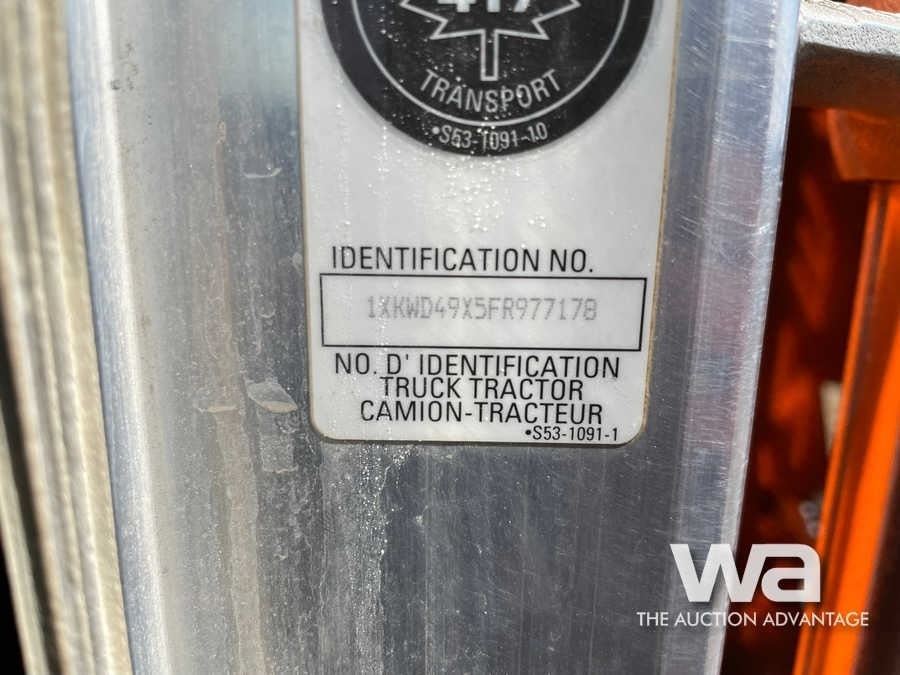 TRANSPORT
•S53-1091-10
IDENTIFICATION NO.
1XKWD49X5FR977178
NO. D' IDENTIFICATION
TRUCK TRACTOR
CAMION-TRACTEUR
•S53-1091-1
wa
THE AUCTION ADVANTAGE